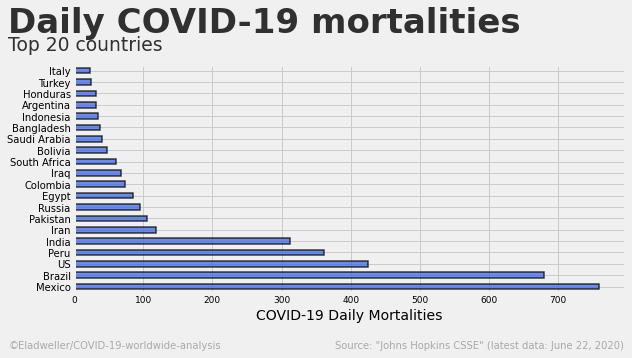 Daily COVID-19 mortalities
Top 20 countries
Italy
Turkey
Honduras
Argentina
Indonesia
Bangladesh
Saudi Arabia
Bolivia
South Africa
Iraq
Colombia
Egypt
Russia
Pakistan
Iran
India
Peru
US
Brazil
Mexico
0 100 200 300 400 500 600 700
COVID-19 Daily Mortalities
©Eladweller/COVID-19-worldwide-analysis Source: "Johns Hopkins CSSE" (latest data: June 22, 2020)